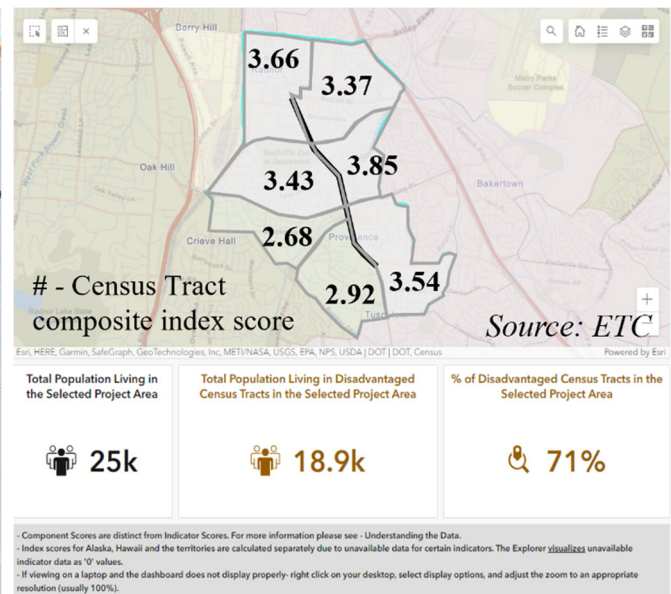 Berry Hill
3.66
3.37
Metro Parks
Soccer Complex
Oak Hill
3.43
3.85
Bakertown
Crieve Hall
2.68
Providence
# - Census Tract
composite index score
2.92
3.54
Source: ETC
Esri, HERE, Garmin, SafeGraph, GeoTechnologies, Inc, METI/NASA, USGS, EPA, NPS, USDA | DOT | DOT, Census
Powered by Esri
Total Population Living in
the Selected Project Area
25k
Total Population Living in Disadvantaged
Census Tracts in the Selected Project Area
18.9k
% of Disadvantaged Census Tracts in the
Selected Project Area
71%
- Component Scores are distinct from Indicator Scores. For more information please see - Understanding the Data.
- Index scores for Alaska, Hawaii and the territories are calculated separately due to unavailable data for certain indicators. The Explorer visualizes unavailable
indicator data as '0' values.
- If viewing on a laptop and the dashboard does not display properly- right click on your desktop, select display options, and adjust the zoom to an appropriate
resolution (usually 100%).